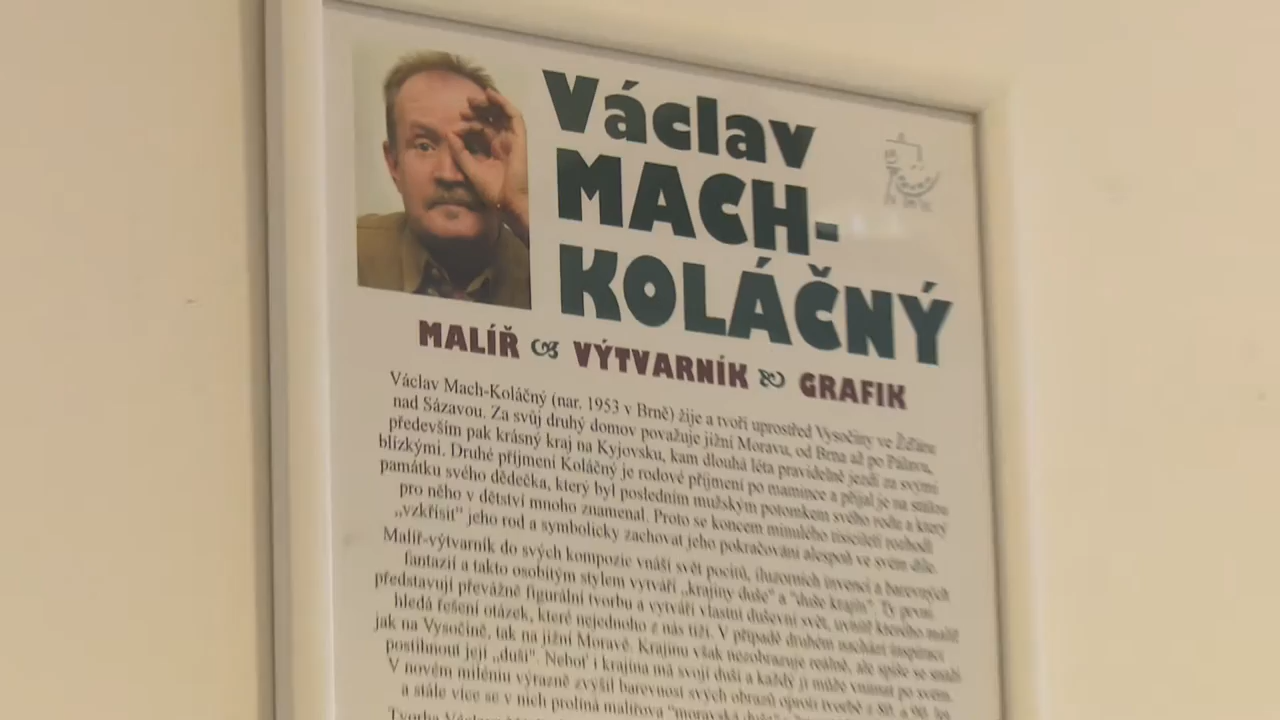 Václav
MACH-
KOLÁČNÝ
MALÍŘ VÝTVARNÍK GRAFIK
Václav Mach-Koláčný (nar. 1953 v Brně) žije a tvoří uprostřed Vysočiny ve Žďáru
nad Sázavou. Za svůj druhý domov považuje jižní Moravu, od Brna až po Pálavu,
především pak krásný kraj na Kyjovsku, kam dlouhá léta pravidelně jezdí za svými
blízkými. Druhé příjmení Koláčný je rodové příjmení po mamince a přijal je na
památku svého dědečka, který byl posledním mužským potomkem svého rodu a který
pro něho v dětství mnoho znamenal. Proto se koncem minulého tisíciletí rozhodl
„vzkřísit" jeho rod a symbolicky zachovat jeho pokračování alespoň ve svém díle.
Malíř-výtvarník do svých kompozic vnáší svět pocitů, iluzorních invencí a barevných
fantazií a takto osobitým stylem vytváří „krajiny duše" a "duše krajin". Ty první
představují převážně figurální tvorbu a vytváří vlastní duševní svět, uvnitř kterého malíř
hledá řešení otázek, které nejednoho z nás tíží. V případě druhém nachází inspiraci
jak na Vysočině, tak na jižní Moravě. Krajinu však nezobrazuje reálně, ale spíše se snaží
postihnout její „duši". Neboť i krajina má svoji duši a každý ji může vnímat po svém.
V novém miléniu výrazně zvýšil barevnost svých obrazů oproti tvorbě z 80. a 90. let
a stále více se v nich prolíná malířova "moravská duše"
Tvorba